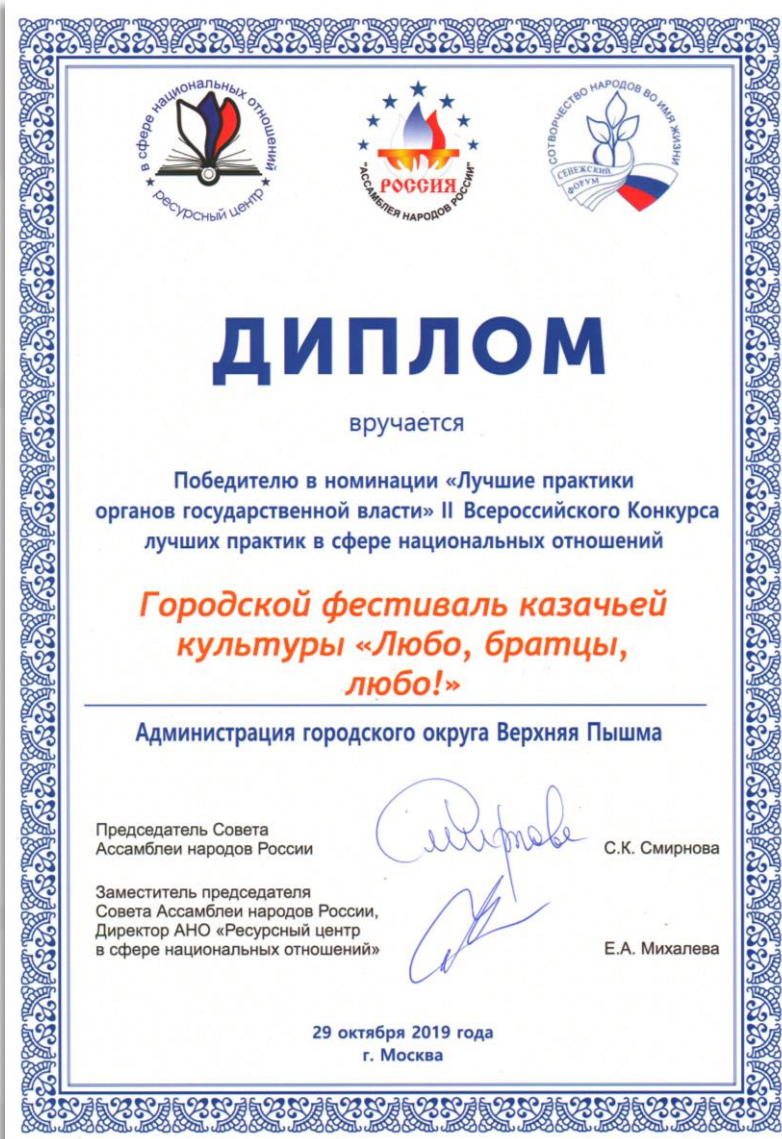 в сфере национальных отношений
ресурсный центр
РОССИЯ
"АССАМБЛЕЯ НАРОДОВ РОССИИ"
СОТВОРЧЕСТВО НАРОДОВ ВО ИМЯ ЖИЗНИ
СЕНЕЖСКИЙ
ФОРУМ
ДИПЛОМ
вручается
Победителю в номинации «Лучшие практики
органов государственной власти» II Всероссийского Конкурса
лучших практик в сфере национальных отношений
Городской фестиваль казачьей
культуры «Любо, братцы,
любо!»
Администрация городского округа Верхняя Пышма
Председатель Совета
Ассамблеи народов России С.К. Смирнова
Заместитель председателя
Совета Ассамблеи народов России,
Директор АНО «Ресурсный центр
в сфере национальных отношений» Е.А. Михалева
29 октября 2019 года
г. Москва